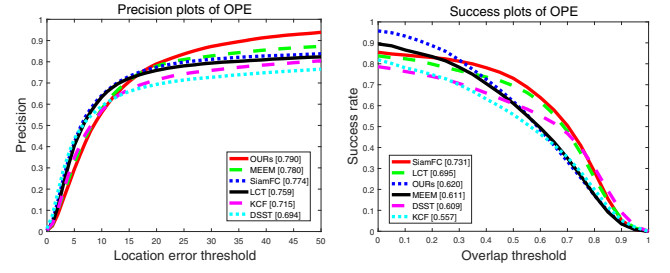 Precision plots of OPE
1
0.9
0.8
0.7
0.6
0.5
0.4
0.3
0.2
0.1
0
Precision
OURs [0.790]
MEEM [0.780]
SiamFC [0.774]
LCT [0.759]
KCF [0.715]
DSST [0.694]
0 5 10 15 20 25 30 35 40 45 50
Location error threshold
Success plots of OPE
1
0.9
0.8
0.7
0.6
0.5
0.4
0.3
0.2
0.1
0
Success rate
SiamFC [0.731]
LCT [0.695]
OURs [0.620]
MEEM [0.611]
DSST [0.609]
KCF [0.557]
0 0.1 0.2 0.3 0.4 0.5 0.6 0.7 0.8 0.9 1
Overlap threshold